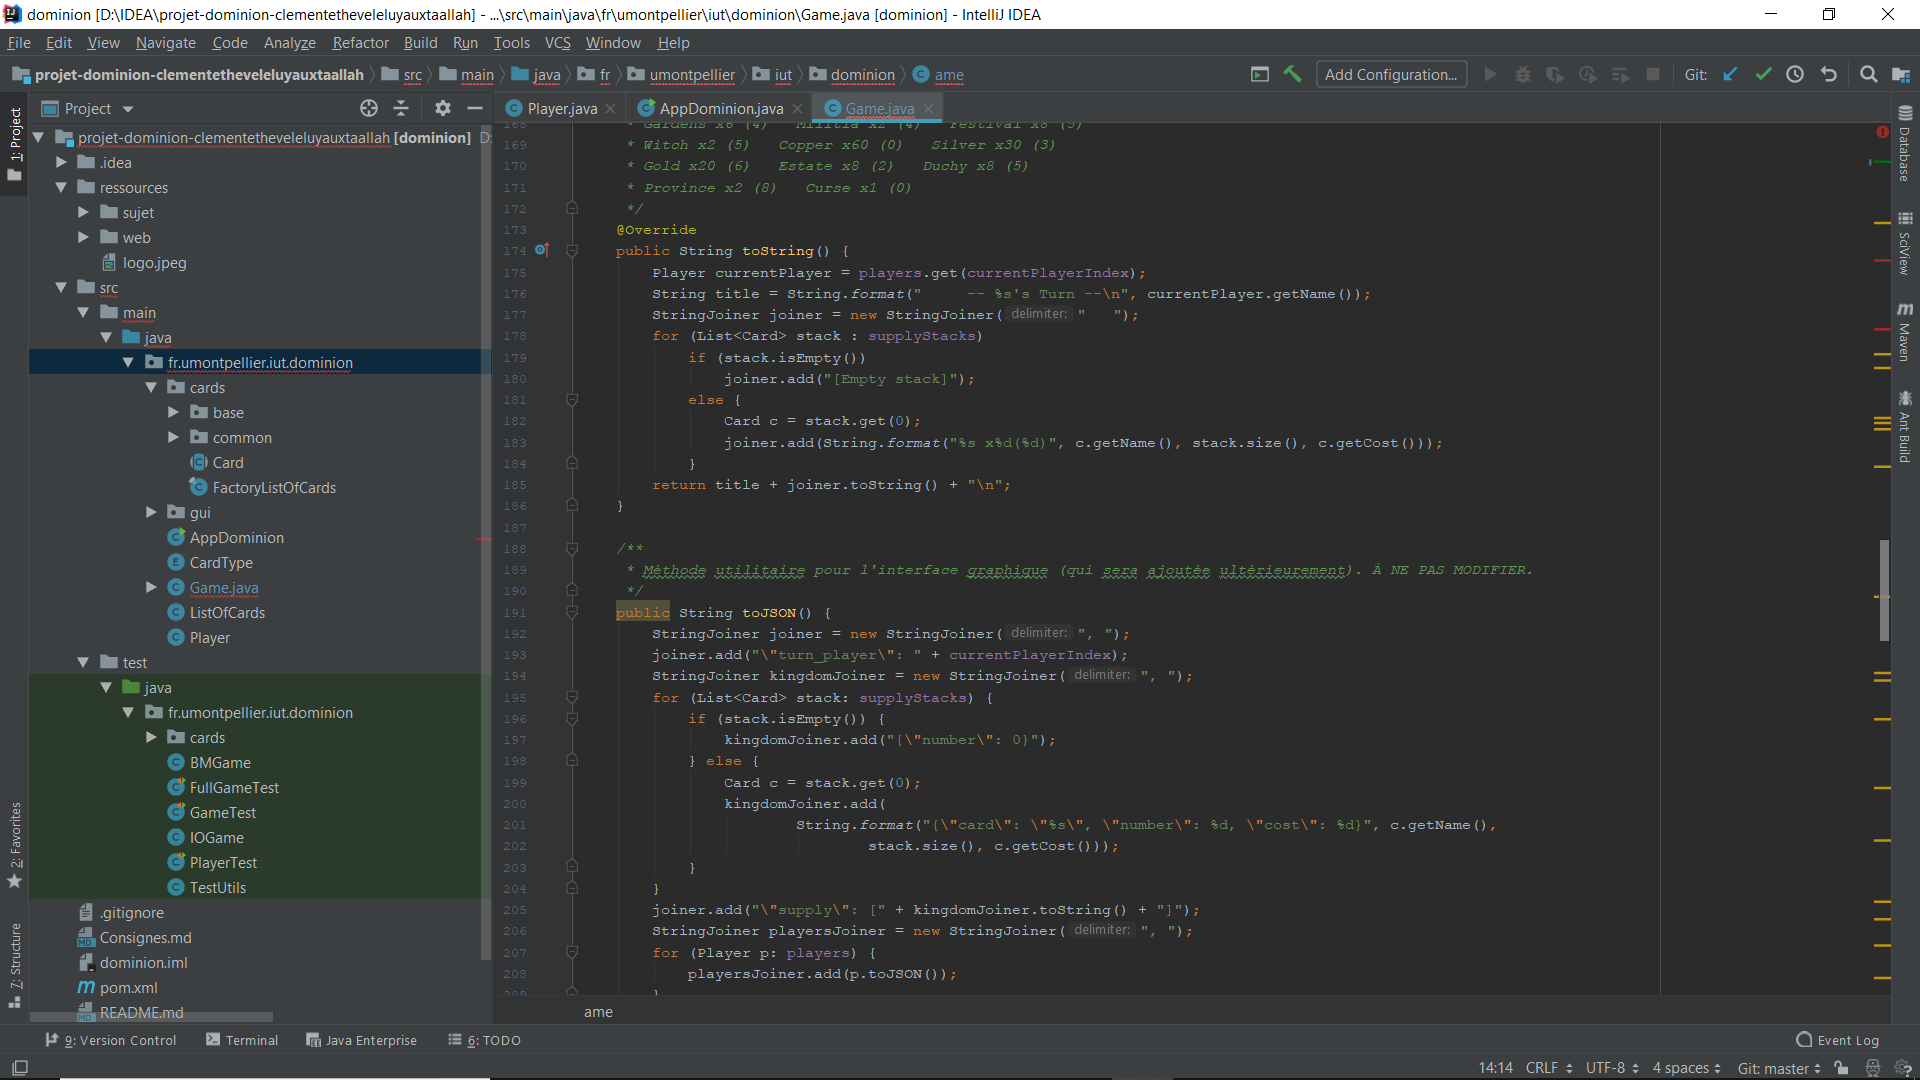 dominion [D:\IDEA\projet-dominion-clementetheveleluyauxtaallah] - ...\src\main\java\fr\umontpellier\iut\dominion\Game.java [dominion] - IntelliJ IDEA
File Edit View Navigate Code Analyze Refactor Build Run Tools VCS Window Help
projet-dominion-clementetheveleluyauxtaallah src main java fr umontpellier iut dominion ame Add Configuration... Git:
1: Project
Project
Player.java AppDominion.java Game.java
projet-dominion-clementetheveleluyauxtaallah [dominion] D:
.idea
ressources
sujet
web
logo.jpeg
src
main
java
fr.umontpellier.iut.dominion
cards
base
common
Card
FactoryListOfCards
gui
AppDominion
CardType
Game.java
ListOfCards
Player
test
java
fr.umontpellier.iut.dominion
cards
BMGame
FullGameTest
GameTest
IOGame
PlayerTest
TestUtils
.gitignore
Consignes.md
dominion.iml
pom.xml
README.md
2: Favorites
7: Structure
168 * Gardens x6 (4) Militia x2 (4) Festival x8 (5)
169 * Witch x2 (5) Copper x60 (0) Silver x30 (3)
170 * Gold x20 (6) Estate x8 (2) Duchy x8 (5)
171 * Province x2 (8) Curse x1 (0)
172 */
173 @Override
174 public String toString() {
175 Player currentPlayer = players.get(currentPlayerIndex);
176 String title = String.format("     -- %s's Turn --\n", currentPlayer.getName());
177 StringJoiner joiner = new StringJoiner( delimiter: "   ");
178 for (List<Card> stack : supplyStacks)
179 if (stack.isEmpty())
180 joiner.add("[Empty stack]");
181 else {
182 Card c = stack.get(0);
183 joiner.add(String.format("%s x%d(%d)", c.getName(), stack.size(), c.getCost()));
184 }
185 return title + joiner.toString() + "\n";
186 }
187
188 /**
189 * Méthode utilitaire pour l'interface graphique (qui sera ajoutée ultérieurement). À NE PAS MODIFIER.
190 */
191 public String toJSON() {
192 StringJoiner joiner = new StringJoiner( delimiter: ", ");
193 joiner.add("\"turn_player\": " + currentPlayerIndex);
194 StringJoiner kingdomJoiner = new StringJoiner( delimiter: ", ");
195 for (List<Card> stack: supplyStacks) {
196 if (stack.isEmpty()) {
197 kingdomJoiner.add("{\"number\": 0}");
198 } else {
199 Card c = stack.get(0);
200 kingdomJoiner.add(
201 String.format("{\"card\": \"%s\", \"number\": %d, \"cost\": %d}", c.getName(),
202 stack.size(), c.getCost()));
203 }
204 }
205 joiner.add("\"supply\": [" + kingdomJoiner.toString() + "]");
206 StringJoiner playersJoiner = new StringJoiner( delimiter: ", ");
207 for (Player p: players) {
208 playersJoiner.add(p.toJSON());
209 }
ame
Database
SciView
Maven
Ant Build
9: Version Control Terminal Java Enterprise 6: TODO Event Log
14:14 CRLF UTF-8 4 spaces Git: master